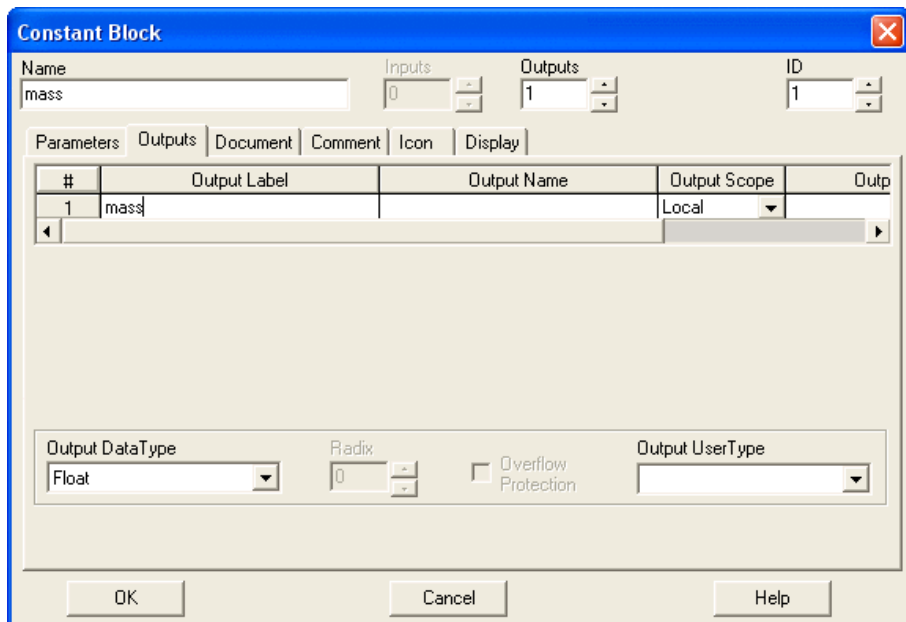 Constant Block
Name Inputs Outputs ID
mass 0 1 1
Parameters Outputs Document Comment Icon Display
# Output Label Output Name Output Scope Outp
1 mass Local
Output DataType Radix Output UserType
Float 0 Overflow Protection
OK Cancel Help